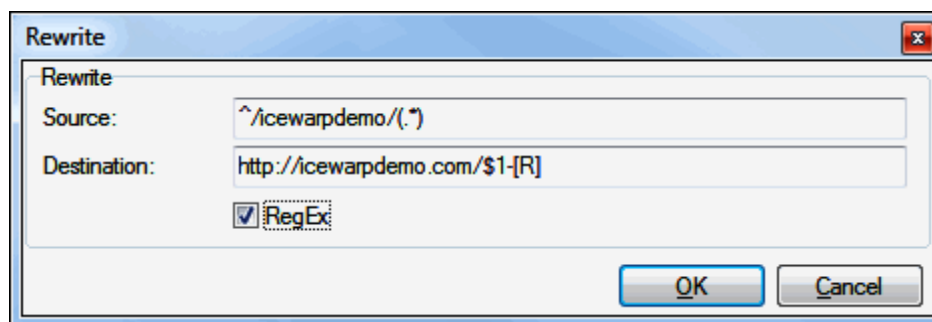 Rewrite
Rewrite
Source: ^/icewarpdemo/(.*)
Destination: http://icewarpdemo.com/$1-[R]
RegEx
OK Cancel